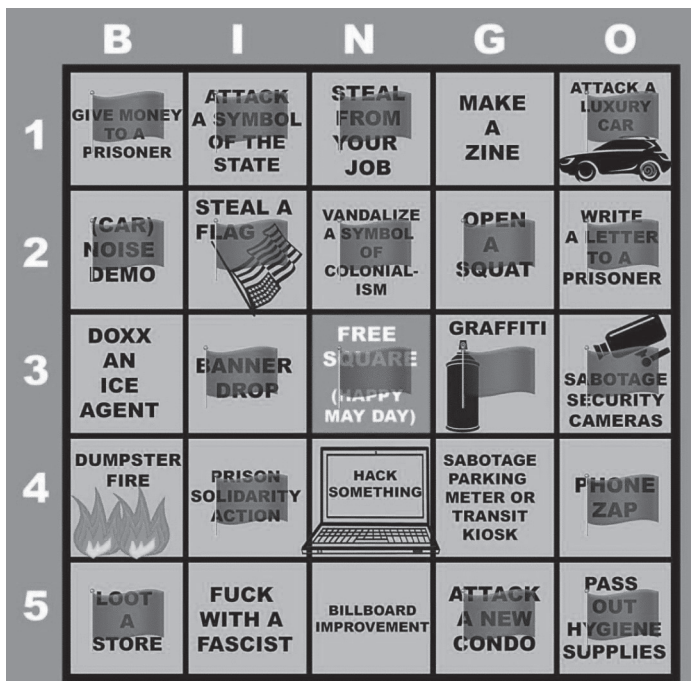 B I N G O
1
GIVE MONEY
TO A
PRISONER
ATTACK
A SYMBOL
OF THE
STATE
STEAL
FROM
YOUR
JOB
MAKE
A
ZINE
ATTACK A
LUXURY
CAR
2
(CAR)
NOISE
DEMO
STEAL A
FLAG
VANDALIZE
A SYMBOL
OF
COLONIAL-
ISM
OPEN
A
SQUAT
WRITE
A LETTER
TO A
PRISONER
3
DOXX
AN
ICE
AGENT
BANNER
DROP
FREE
SQUARE
(HAPPY
MAY DAY)
GRAFFITI
SABOTAGE
SECURITY
CAMERAS
4
DUMPSTER
FIRE
PRISON
SOLIDARITY
ACTION
HACK
SOMETHING
SABOTAGE
PARKING
METER OR
TRANSIT
KIOSK
PHONE
ZAP
5
LOOT
A
STORE
FUCK
WITH A
FASCIST
BILLBOARD
IMPROVEMENT
ATTACK
A NEW
CONDO
PASS
OUT
HYGIENE
SUPPLIES